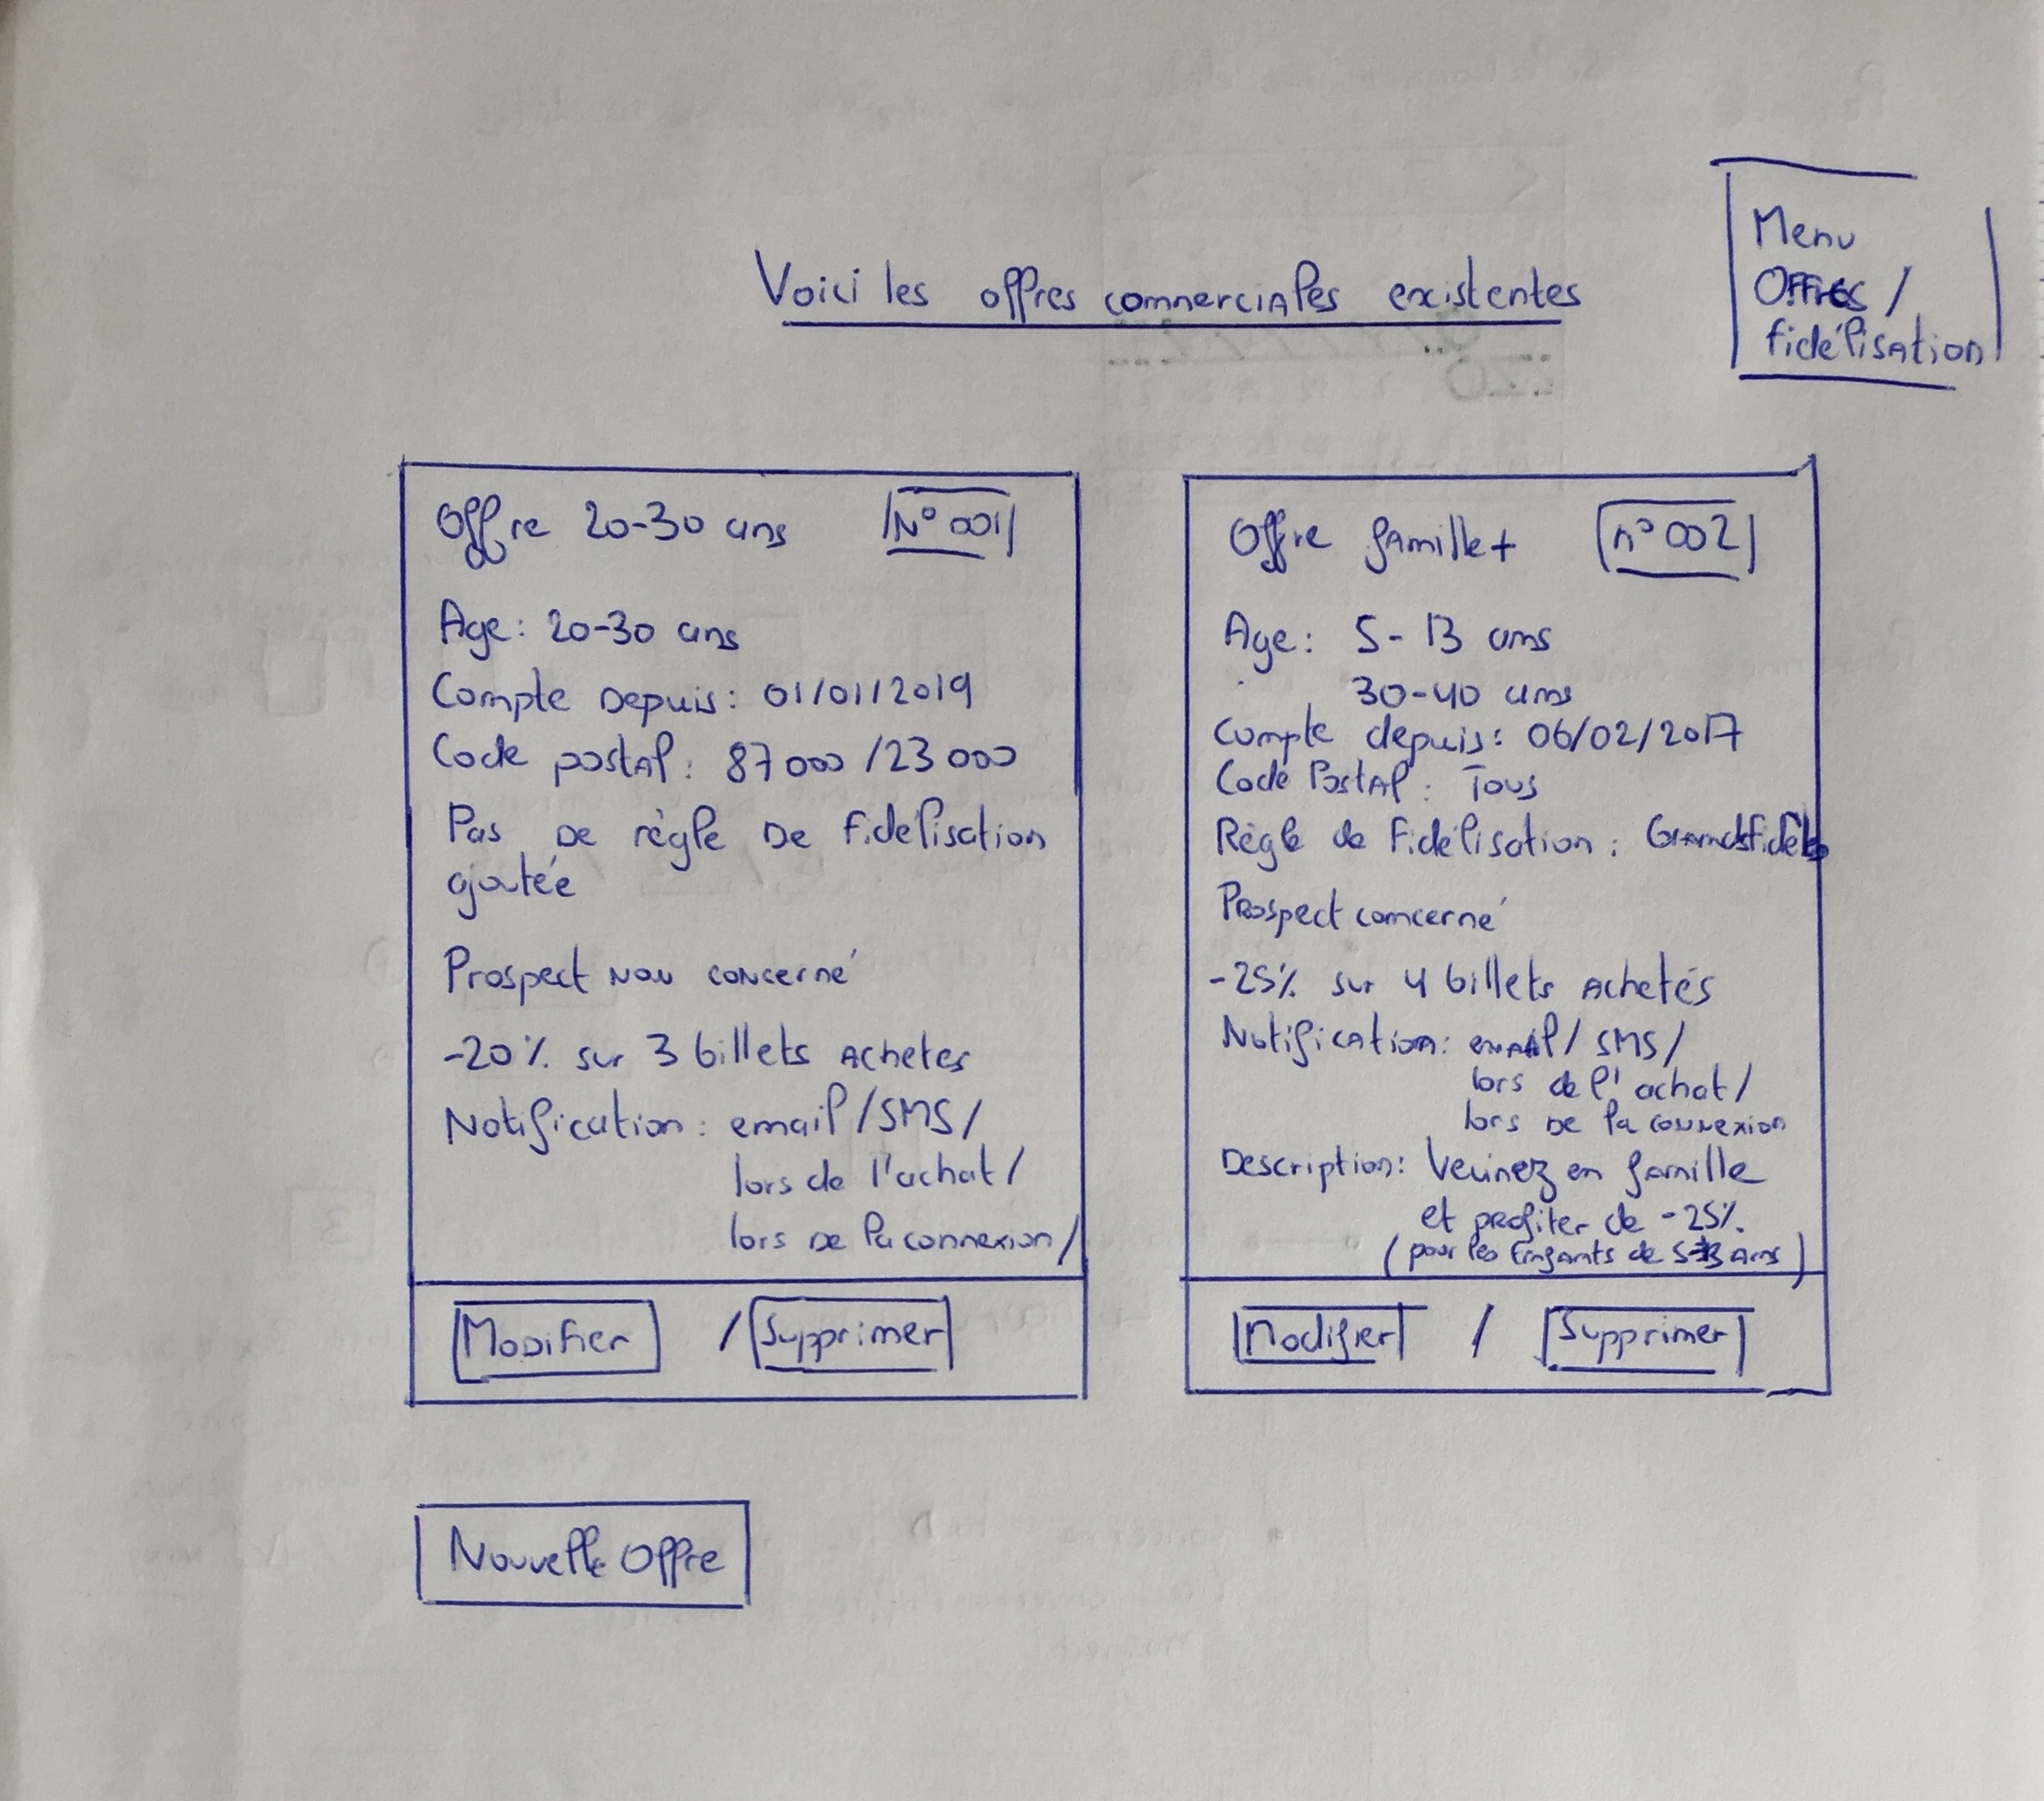 Voici les offres commerciales existentes
Menu
Offres /
fidélisation
Offre 20-30 ans N° 001
Age: 20-30 ans
Compte Depuis: 01/01/2019
Code postal: 87000 /23 000
Pas De règle De fidélisation
ajoutée
Prospect Non concerné
-20% sur 3 billets Achetes
Notification: email/SMS/
lors de l'achat/
lors De la connexion/
Modifier / Supprimer
Offre famille+ n° 002
Age: 5-13 ans
30-40 ans
Compte depuis: 06/02/2017
Code Postal: Tous
Règle de Fidélisation: Grandsfidèles
Prospect concerné
-25% sur 4 billets Achetés
Notification: email/ SMS/
lors de l'achat/
lors De la connexion
Description: Veuinez en famille
et profiter de -25%
(pour les Enfants de 5-13 Ans)
Modifier / Supprimer
Nouvelle Offre